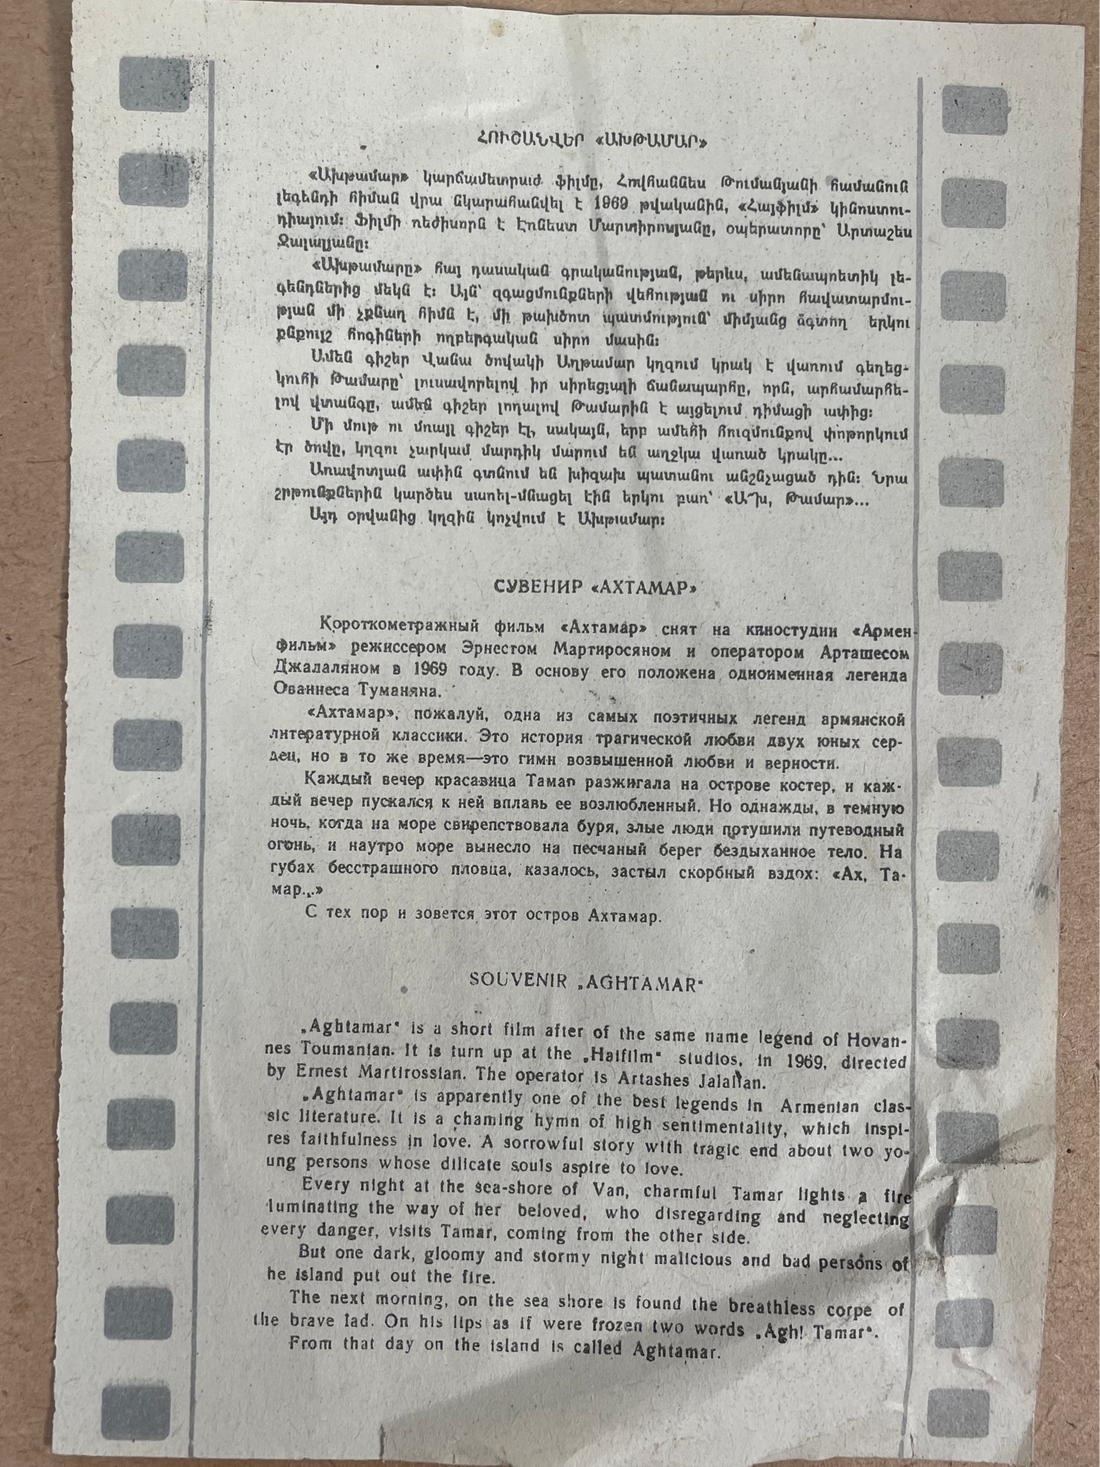 ՀՈՒՇԱՆՎԵՐ «ԱԽԹԱՄԱՐ»
«Ախթամար» կարճամետրաժ ֆիլմը, Հովհաննես Թումանյանի համանուն
լեգենդի հիման վրա նկարահանվել է 1969 թվականին, «Հայֆիլմ» կինոստու-
դիայում։ Ֆիլմի ռեժիսորն է Էռնեստ Մարտիրոսյանը, օպերատորը՝ Արտաշես
Ջալալյանը։
«Ախթամարը» հայ դասական գրականության, թերևս, ամենապոետիկ լե-
գենդներից մեկն է։ Այն՝ զգացմունքների վեհության ու սիրո հավատարմու-
թյան մի չքնաղ հիմն է, մի թախծոտ պատմություն՝ միմյանց ձգտող երկու
քնքույշ հոգիների ողբերգական սիրո մասին։
Ամեն գիշեր Վանա ծովակի Աղթամար կղզում կրակ է վառում գեղեց-
կուհի Թամարը՝ լուսավորելով իր սիրեցյալի ճանապարհը, որն, արհամարհե-
լով վտանգը, ամեն գիշեր լողալով Թամարին է այցելում դիմացի ափից։
Մի մութ ու մռայլ գիշեր էլ, սակայն, երբ ամեհի հուզմունքով փոթորկում
էր ծովը, կղզու չարկամ մարդիկ մարում են աղջկա վառած կրակը...
Առավոտյան ափին գտնում են խիզախ պատանու անշնչացած դին։ Նրա
շրթունքներին կարծես սառել-մնացել էին երկու բառ՝ «Ա՜խ, Թամար»...
Այդ օրվանից կղզին կոչվում է Ախթամար։
СУВЕНИР «АХТАМАР»
Короткометражный фильм «Ахтамар» снят на киностудии «Армен-
фильм» режиссером Эрнестом Мартиросяном и оператором Арташесом
Джалаляном в 1969 году. В основу его положена одноименная легенда
Ованнеса Туманяна.
«Ахтамар», пожалуй, одна из самых поэтичных легенд армянской
литературной классики. Это история трагической любви двух юных сер-
дец, но в то же время—это гимн возвышенной любви и верности.
Каждый вечер красавица Тамар разжигала на острове костер, и каж-
дый вечер пускался к ней вплавь ее возлюбленный. Но однажды, в темную
ночь, когда на море свирепствовала буря, злые люди потушили путеводный
огонь, и наутро море вынесло на песчаный берег бездыханное тело. На
губах бесстрашного пловца, казалось, застыл скорбный вздох: «Ах, Та-
мар...»
С тех пор и зовется этот остров Ахтамар.
SOUVENIR „AGHTAMAR“
„Aghtamar“ is a short film after of the same name legend of Hovan-
nes Toumanian. It is turn up at the „Haifilm“ studios, in 1969, directed
by Ernest Martirossian. The operator is Artashes Jalalian.
„Aghtamar“ is apparently one of the best legends in Armenian clas-
sic literature. It is a chaming hymn of high sentimentality, which inspi-
res faithfulness in love. A sorrowful story with tragic end about two yo-
ung persons whose dilicate souls aspire to love.
Every night at the sea-shore of Van, charmful Tamar lights a fire
luminating the way of her beloved, who disregarding and neglecting
every danger, visits Tamar, coming from the other side.
But one dark, gloomy and stormy night malicious and bad persons of
he island put out the fire.
The next morning, on the sea shore is found the breathless corpe of
the brave lad. On his lips as if were frozen two words „Agh! Tamar“.
From that day on the island is called Aghtamar.